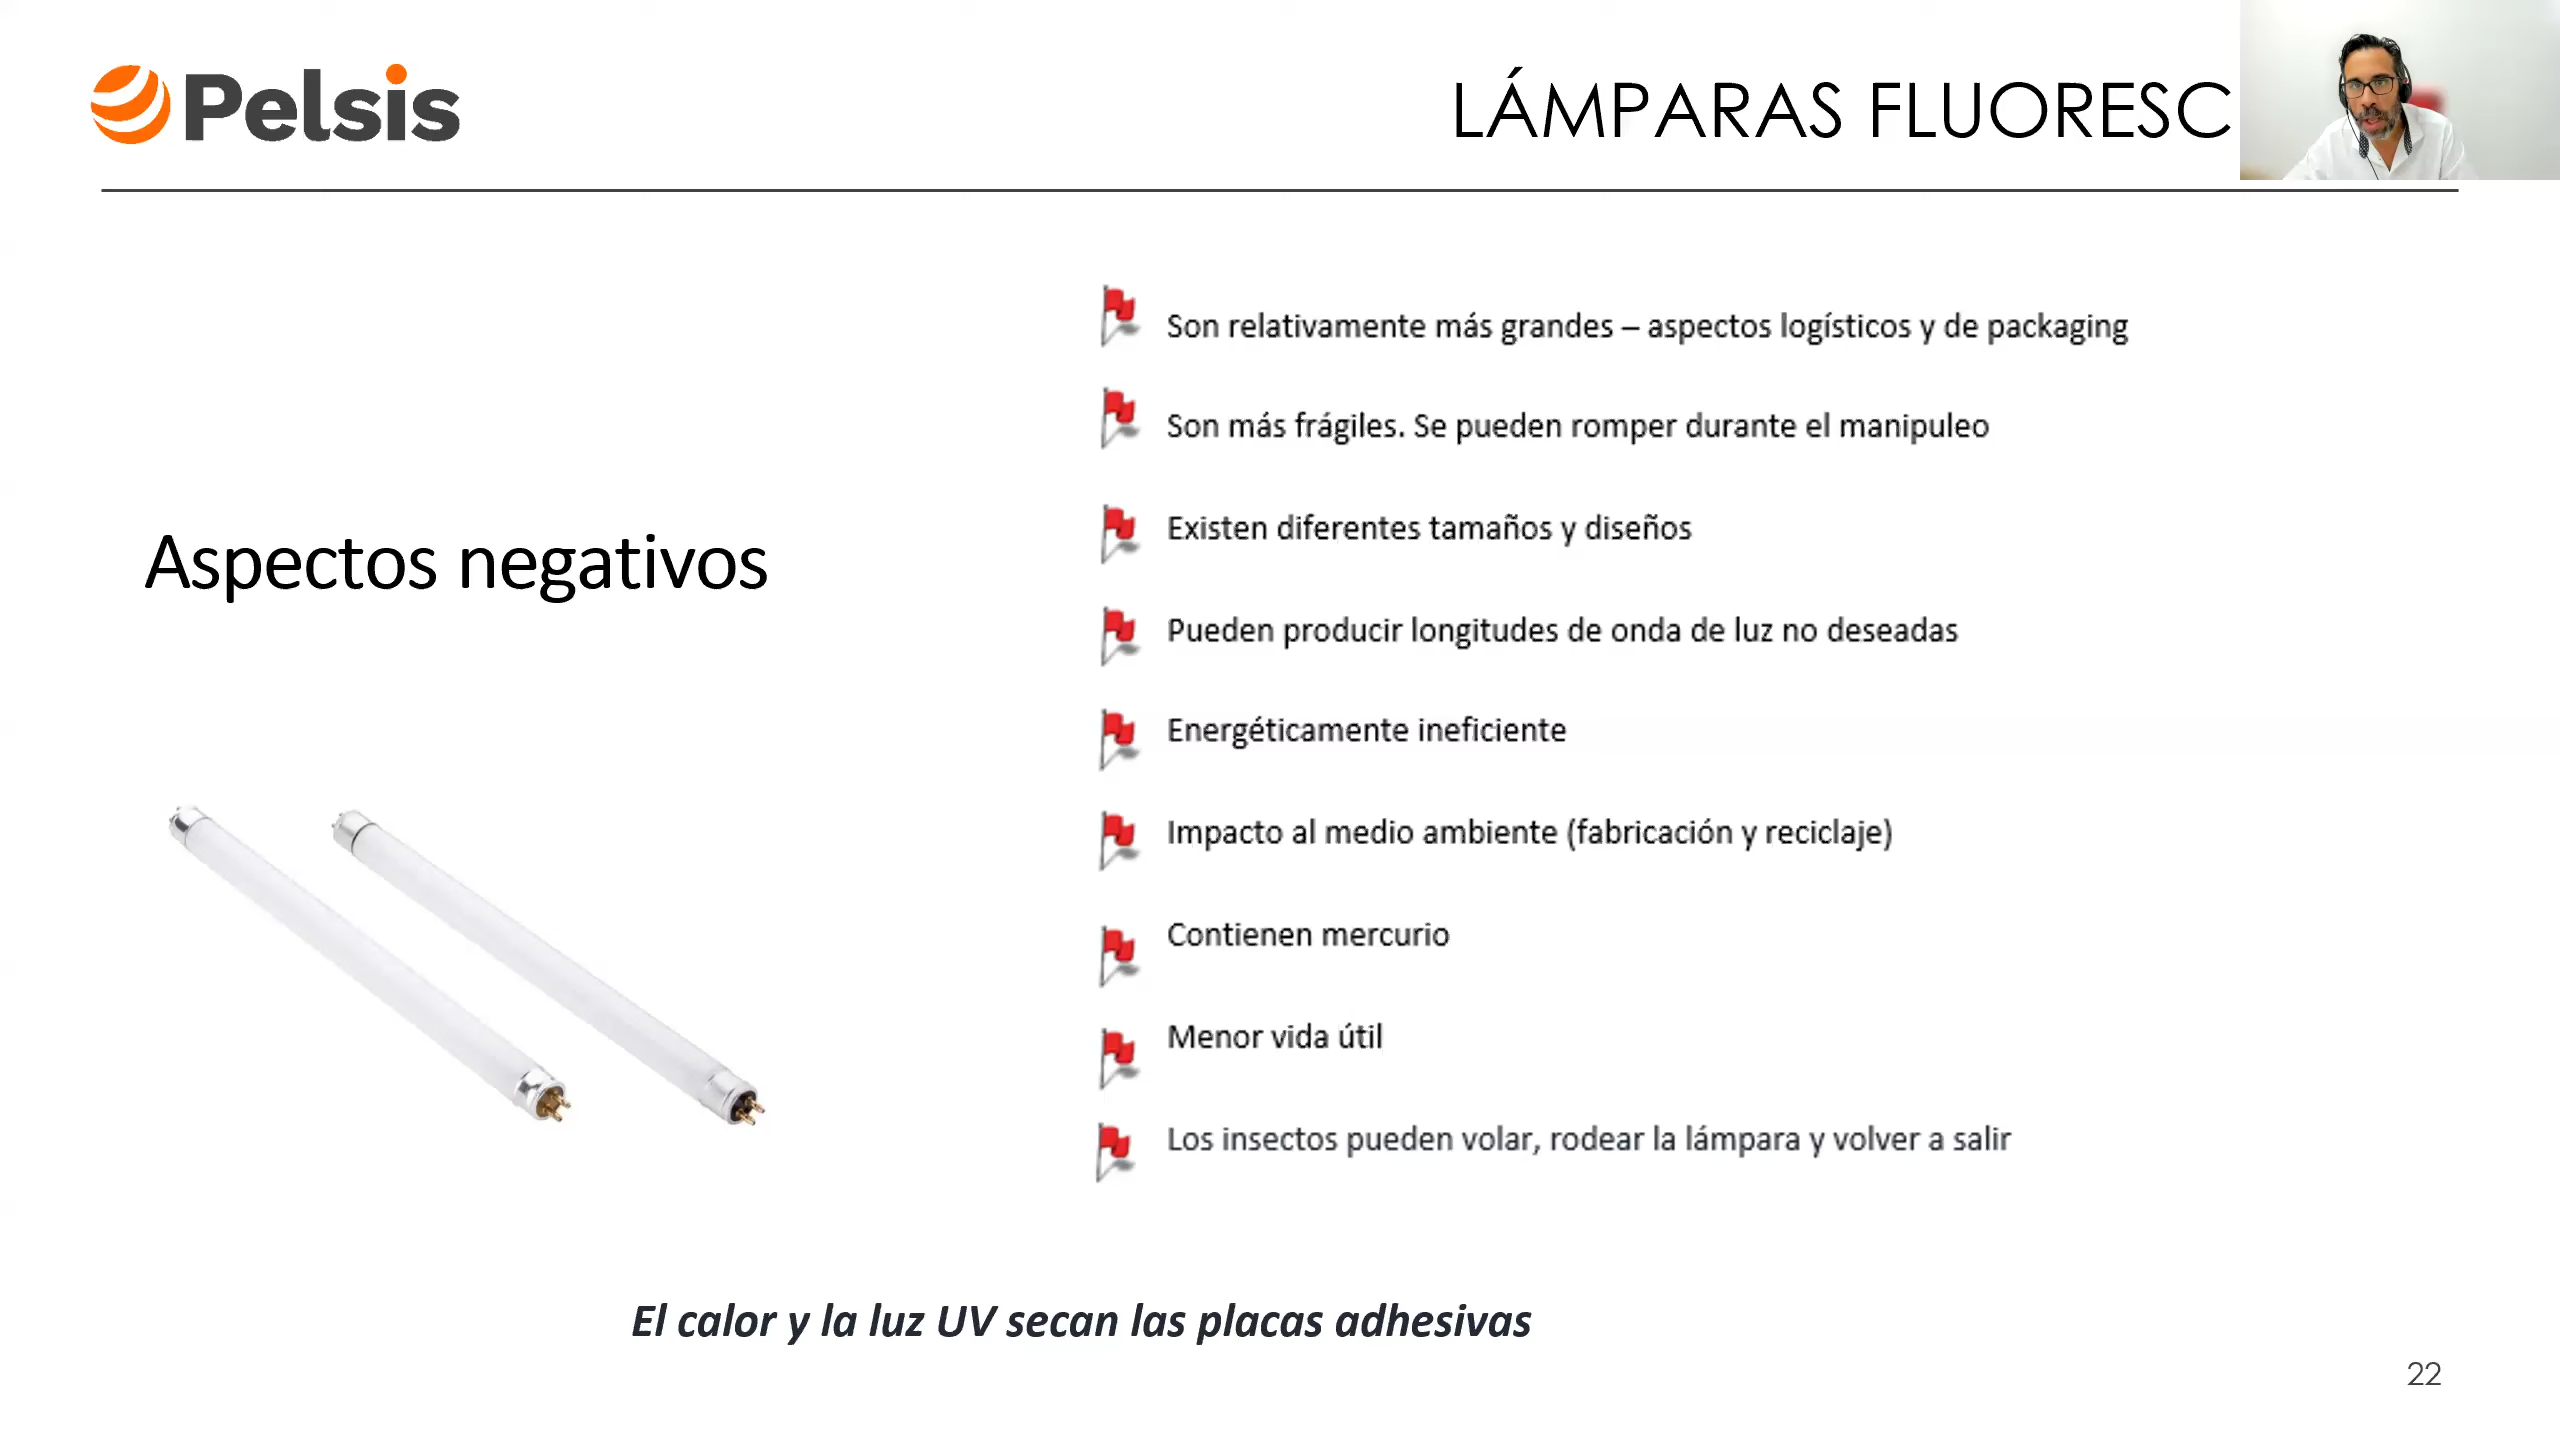 Pelsis
LÁMPARAS FLUORESC
Son relativamente más grandes – aspectos logísticos y de packaging
Son más frágiles. Se pueden romper durante el manipuleo
Existen diferentes tamaños y diseños
Aspectos negativos
Pueden producir longitudes de onda de luz no deseadas
Energéticamente ineficiente
Impacto al medio ambiente (fabricación y reciclaje)
Contienen mercurio
Menor vida útil
Los insectos pueden volar, rodear la lámpara y volver a salir
El calor y la luz UV secan las placas adhesivas
22